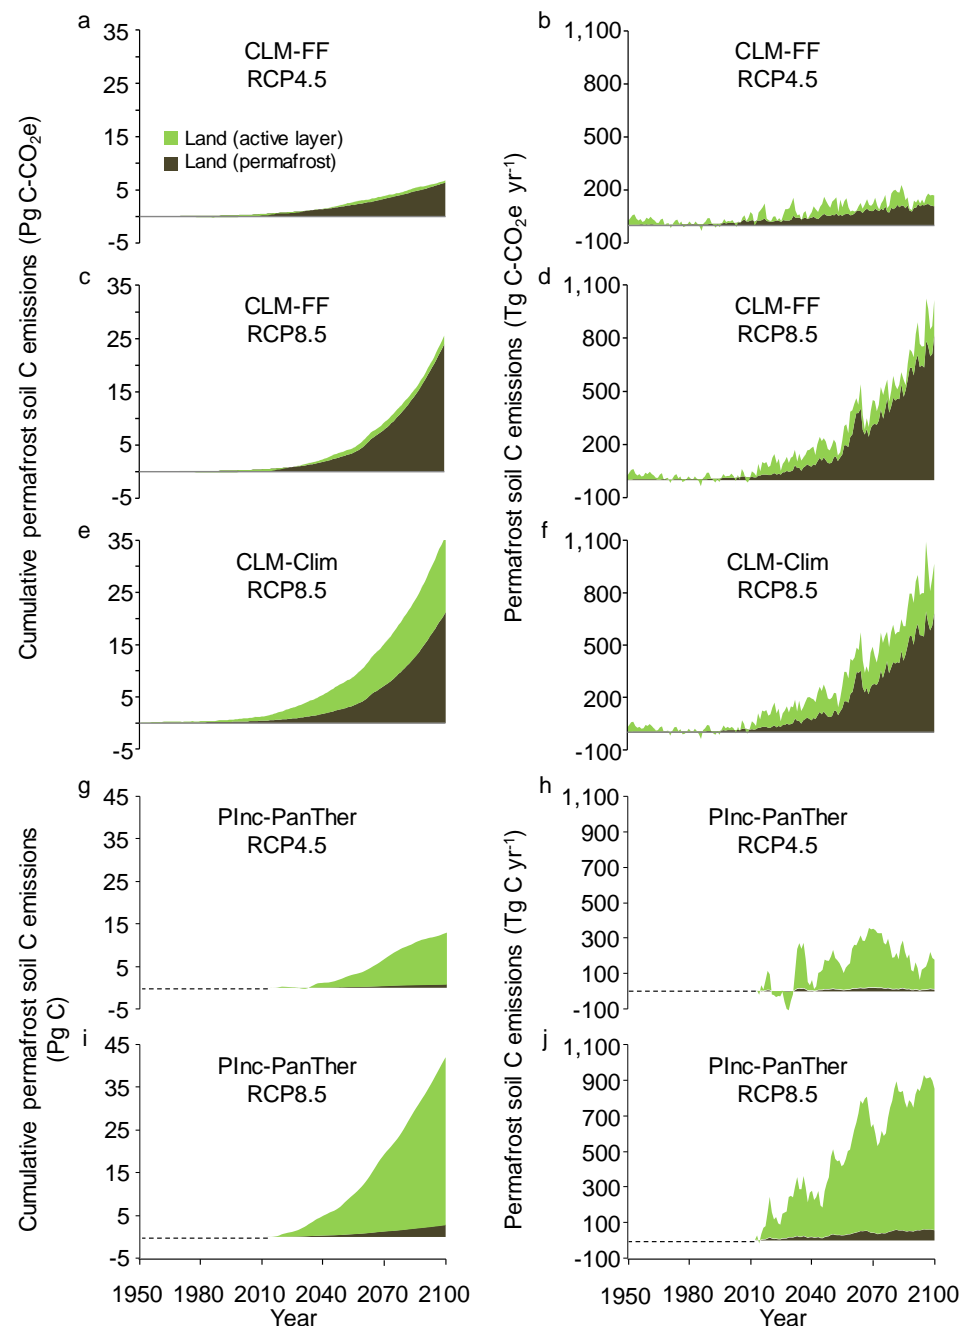 a
35
25
15
5
-5
CLM-FF
RCP4.5
Land (active layer)
Land (permafrost)
b
1,100
800
500
200
-100
CLM-FF
RCP4.5
c
35
25
15
5
-5
CLM-FF
RCP8.5
d
1,100
800
500
200
-100
CLM-FF
RCP8.5
e
35
25
15
5
-5
CLM-Clim
RCP8.5
f
1,100
800
500
200
-100
CLM-Clim
RCP8.5
Cumulative permafrost soil C emissions (Pg C-CO₂e)
Permafrost soil C emissions (Tg C-CO₂e yr⁻¹)
g
45
35
25
15
5
-5
PInc-PanTher
RCP4.5
h
1,100
900
700
500
300
100
-100
PInc-PanTher
RCP4.5
i
45
35
25
15
5
-5
PInc-PanTher
RCP8.5
j
1,100
900
700
500
300
100
-100
PInc-PanTher
RCP8.5
Cumulative permafrost soil C emissions
(Pg C)
Permafrost soil C emissions (Tg C yr⁻¹)
1950 1980 2010 2040 2070 2100
Year
1950 1980 2010 2040 2070 2100
Year